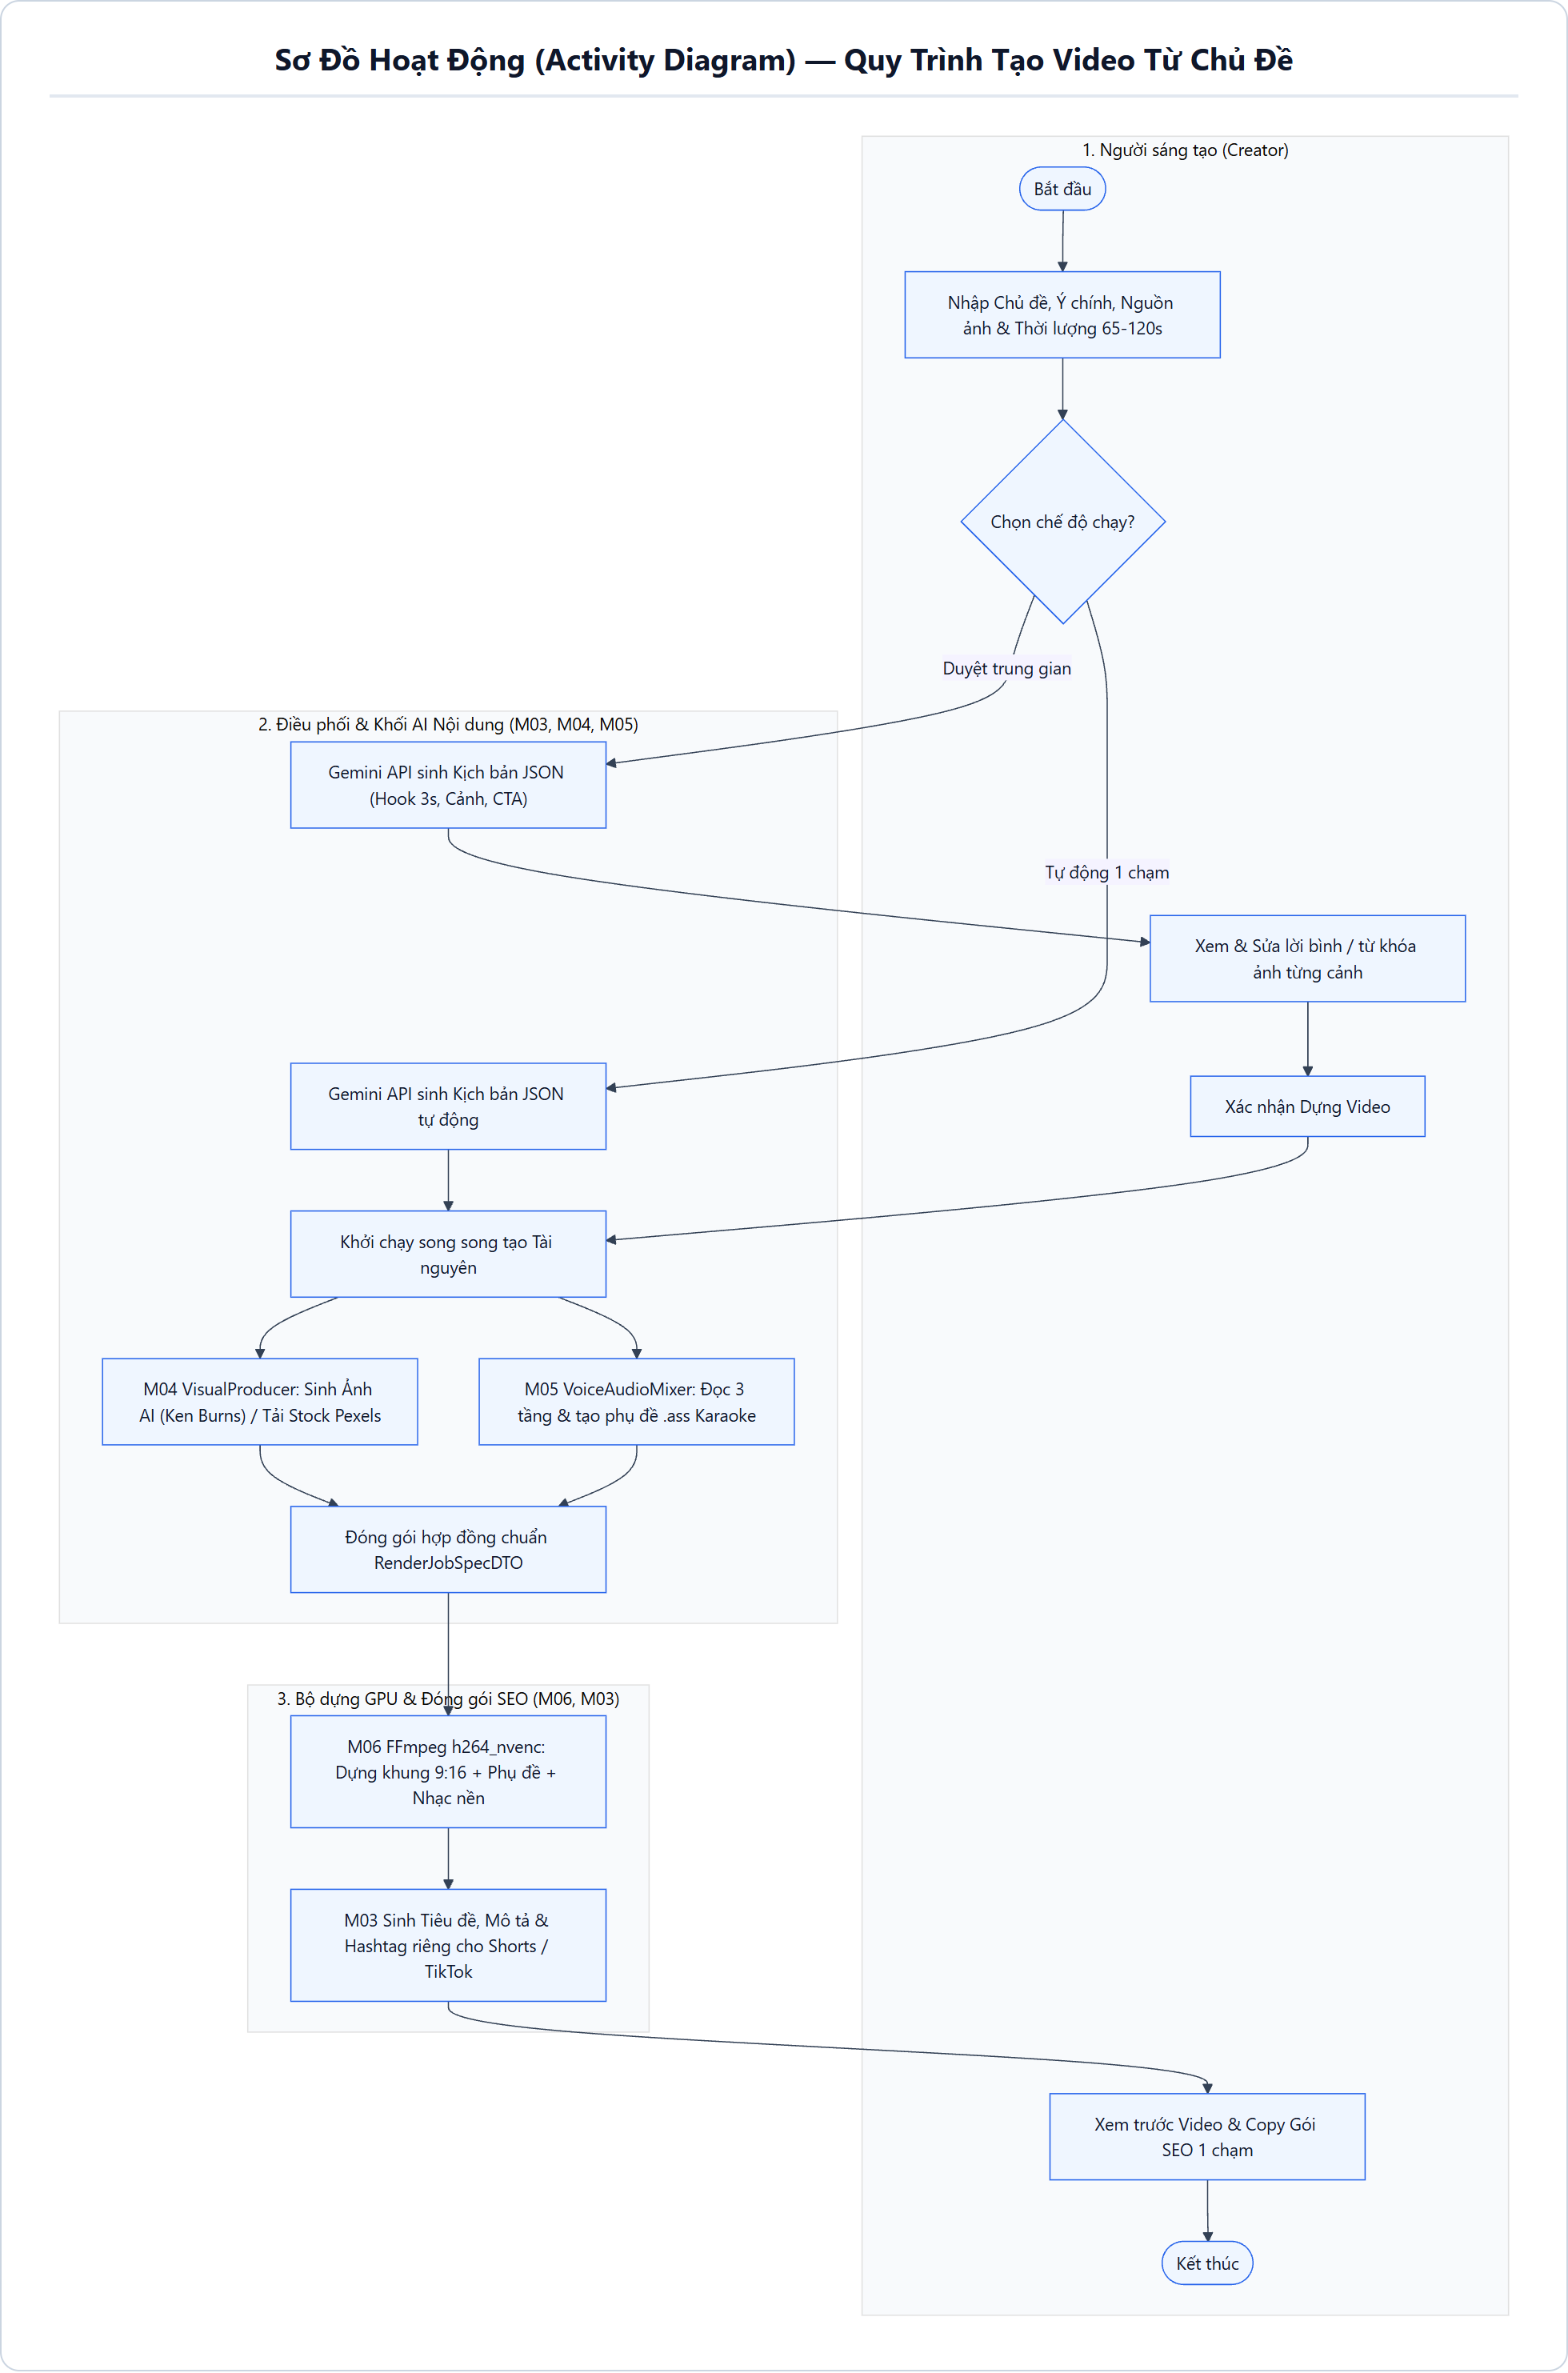 Sơ Đồ Hoạt Động (Activity Diagram) — Quy Trình Tạo Video Từ Chủ Đề
1. Người sáng tạo (Creator)
Bắt đầu
Nhập Chủ đề, Ý chính, Nguồn
ảnh & Thời lượng 65-120s
Chọn chế độ chạy?
Duyệt trung gian
2. Điều phối & Khối AI Nội dung (M03, M04, M05)
Gemini API sinh Kịch bản JSON
(Hook 3s, Cảnh, CTA)
Tự động 1 chạm
Xem & Sửa lời bình / từ khóa
ảnh từng cảnh
Gemini API sinh Kịch bản JSON
tự động
Xác nhận Dựng Video
Khởi chạy song song tạo Tài
nguyên
M04 VisualProducer: Sinh Ảnh
AI (Ken Burns) / Tải Stock Pexels
M05 VoiceAudioMixer: Đọc 3
tầng & tạo phụ đề .ass Karaoke
Đóng gói hợp đồng chuẩn
RenderJobSpecDTO
3. Bộ dựng GPU & Đóng gói SEO (M06, M03)
M06 FFmpeg h264_nvenc:
Dựng khung 9:16 + Phụ đề +
Nhạc nền
M03 Sinh Tiêu đề, Mô tả &
Hashtag riêng cho Shorts /
TikTok
Xem trước Video & Copy Gói
SEO 1 chạm
Kết thúc